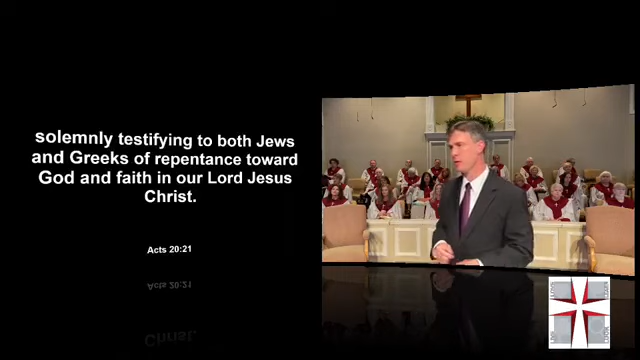 solemnly testifying to both Jews
and Greeks of repentance toward
God and faith in our Lord Jesus
Christ.
Acts 20:21